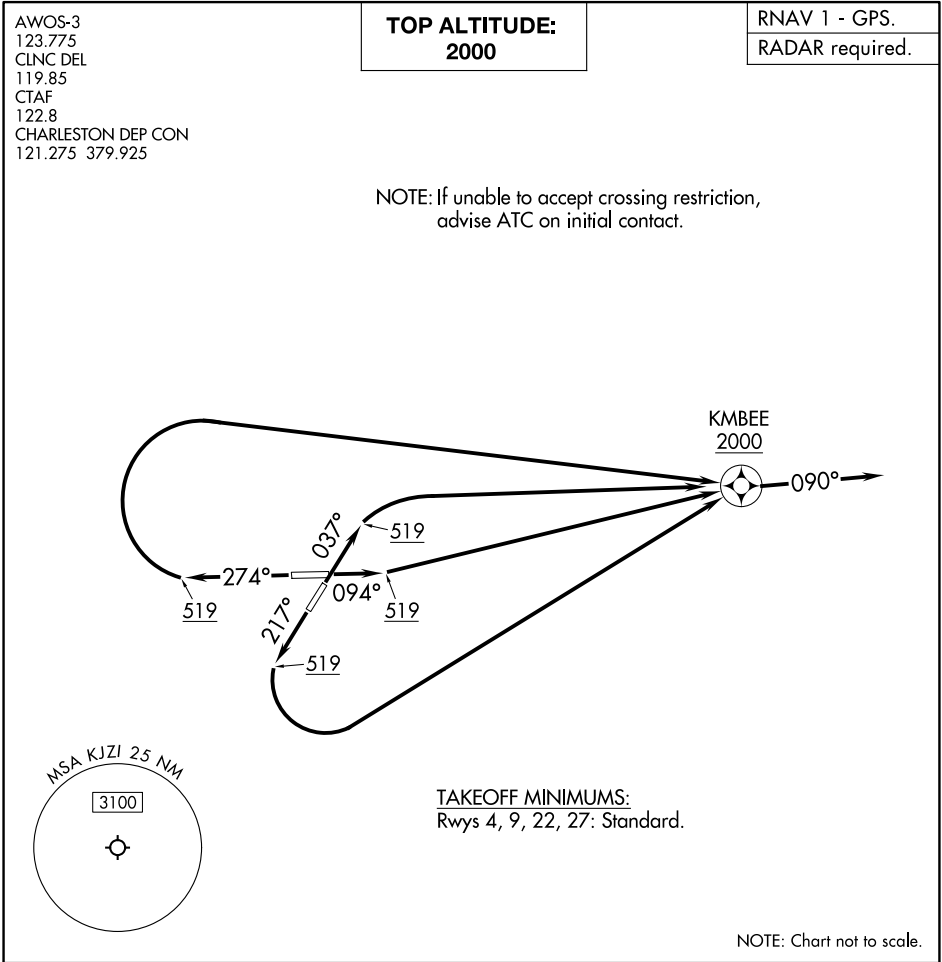 AWOS-3
123.775
CLNC DEL
119.85
CTAF
122.8
CHARLESTON DEP CON
121.275 379.925
TOP ALTITUDE:
2000
RNAV 1 - GPS.
RADAR required.
NOTE: If unable to accept crossing restriction,
advise ATC on initial contact.
KMBEE
2000
090°
037°
519
274°
094°
519
519
217°
519
MSA KJZI 25 NM
3100
TAKEOFF MINIMUMS:
Rwys 4, 9, 22, 27: Standard.
NOTE: Chart not to scale.